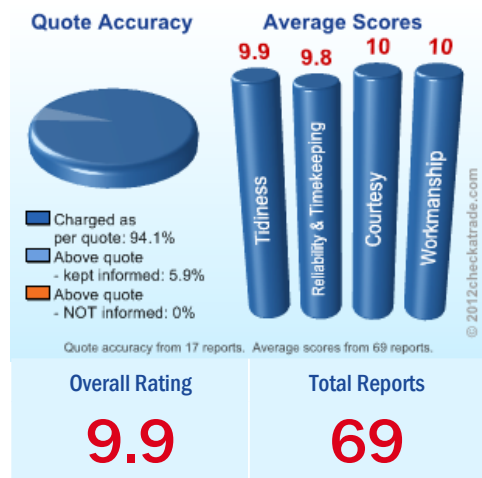 Quote Accuracy
Average Scores
9.9
9.8
10
10
Tidiness
Reliability & Timekeeping
Courtesy
Workmanship
Charged as
per quote: 94.1%
Above quote
- kept informed: 5.9%
Above quote
- NOT informed: 0%
© 2012checkatrade.com
Quote accuracy from 17 reports. Average scores from 69 reports.
Overall Rating
9.9
Total Reports
69